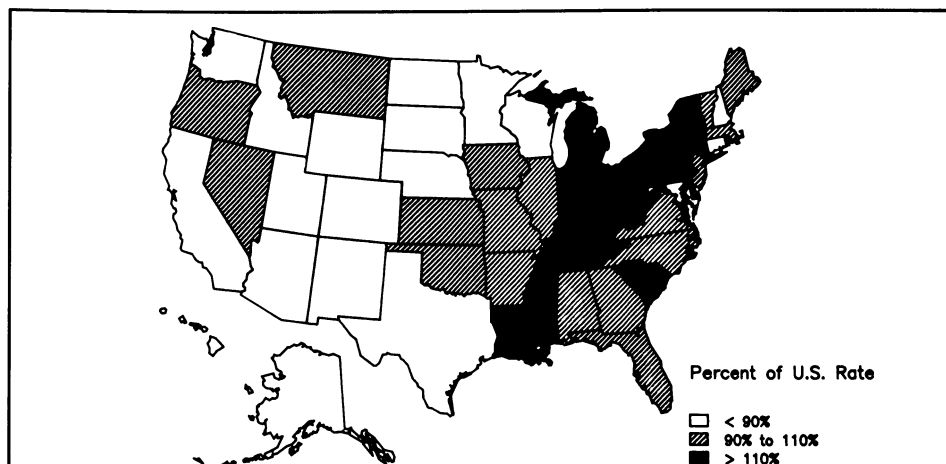 Percent of U.S. Rate
< 90%
90% to 110%
> 110%